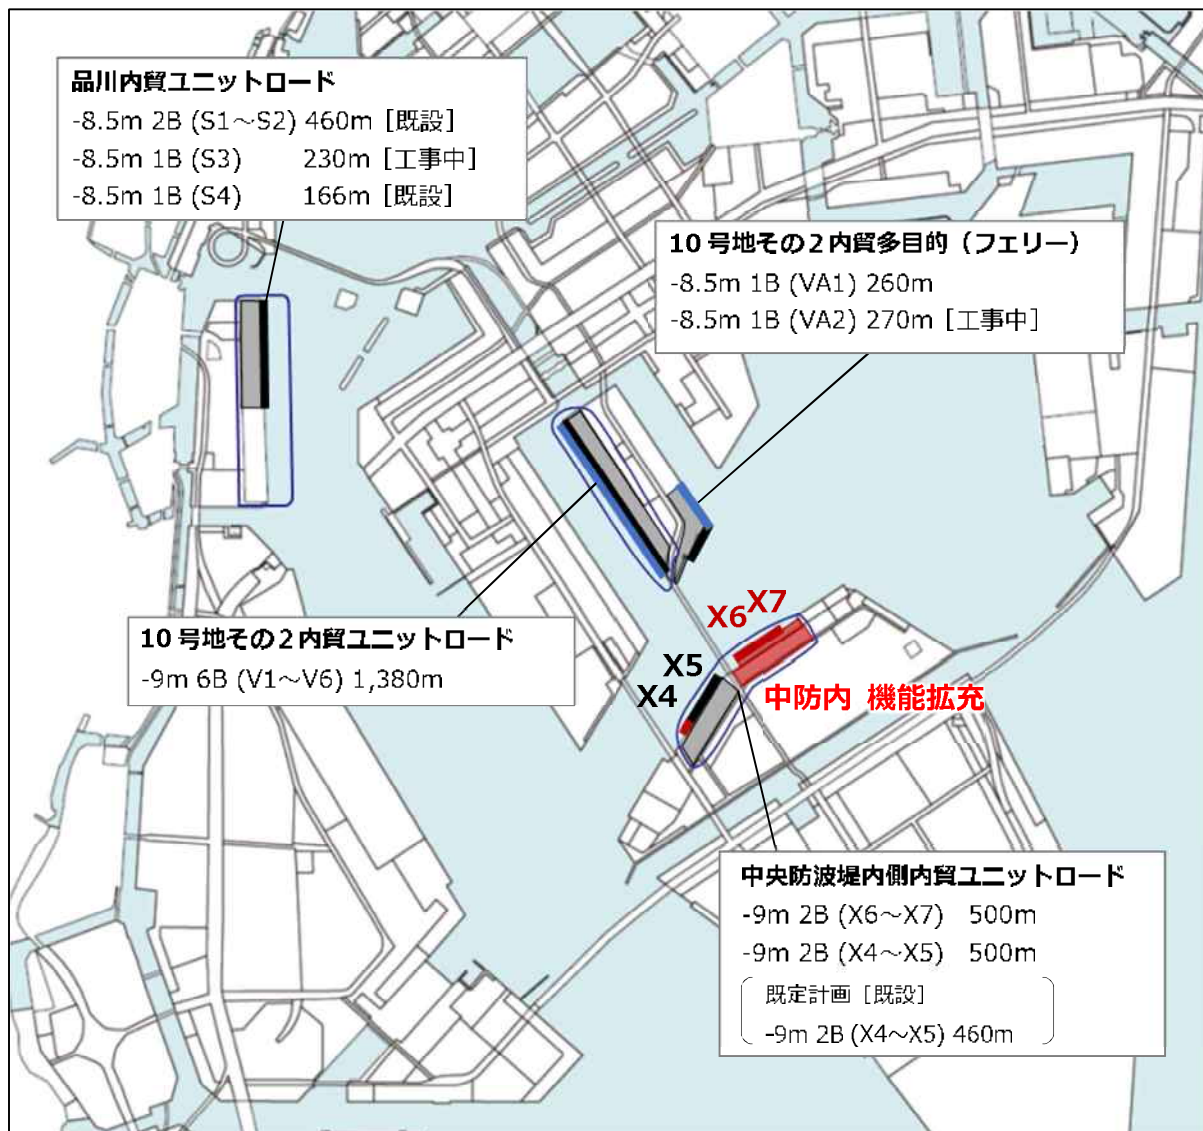 品川内貿ユニットロード
-8.5m 2B (S1～S2) 460m [既設]
-8.5m 1B (S3) 230m [工事中]
-8.5m 1B (S4) 166m [既設]
10号地その2内貿多目的（フェリー）
-8.5m 1B (VA1) 260m
-8.5m 1B (VA2) 270m [工事中]
10号地その2内貿ユニットロード
-9m 6B (V1～V6) 1,380m
X6 X7
X5
X4
中防内 機能拡充
中央防波堤内側内貿ユニットロード
-9m 2B (X6～X7) 500m
-9m 2B (X4～X5) 500m
既定計画 [既設]
-9m 2B (X4～X5) 460m